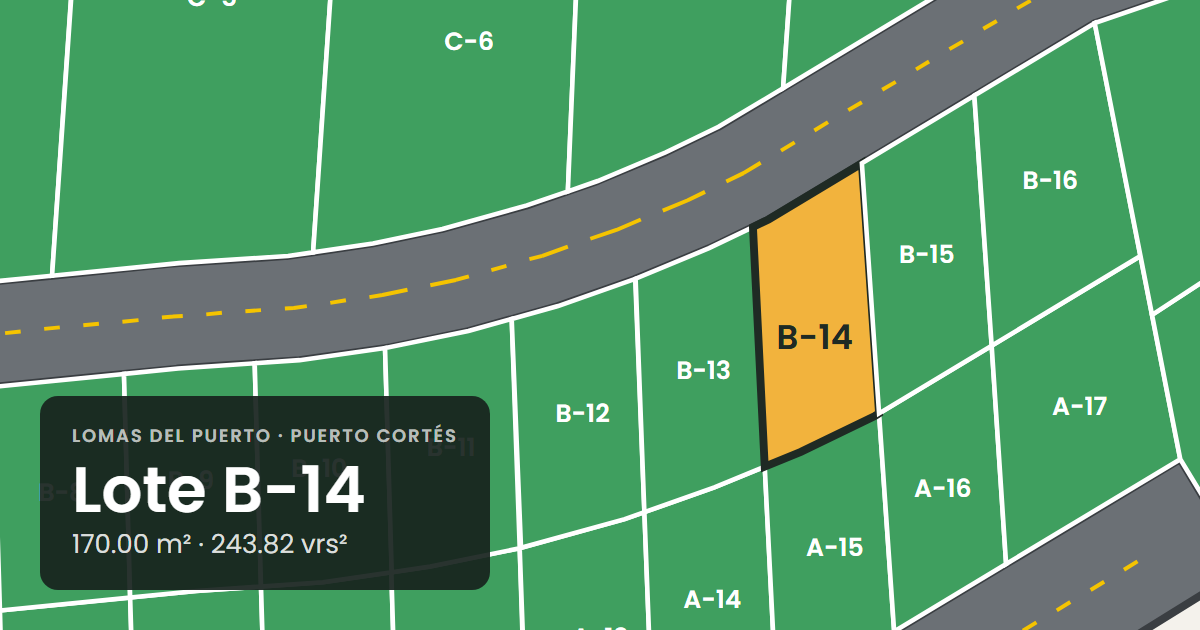 C-6
B-16
B-15
B-14
B-13
A-17
B-12
LOMAS DEL PUERTO · PUERTO CORTÉS
B-11
Lote B-14
A-16
170.00 m² · 243.82 vrs²
A-15
A-14